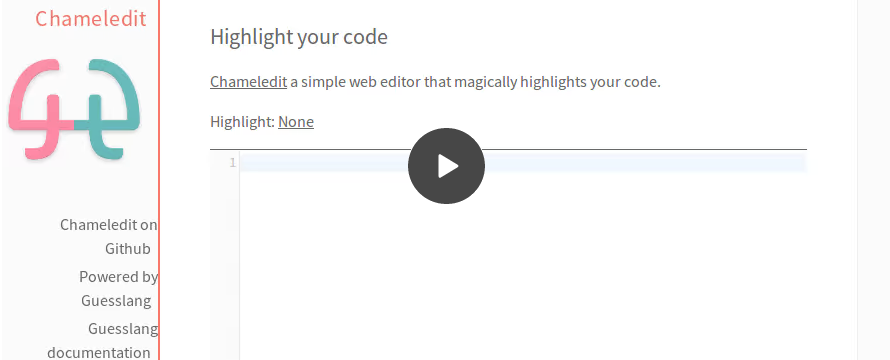 Chameledit
Chameledit on
Github
Powered by
Guesslang
Guesslang
documentation
Highlight your code
Chameledit a simple web editor that magically highlights your code.
Highlight: None
1